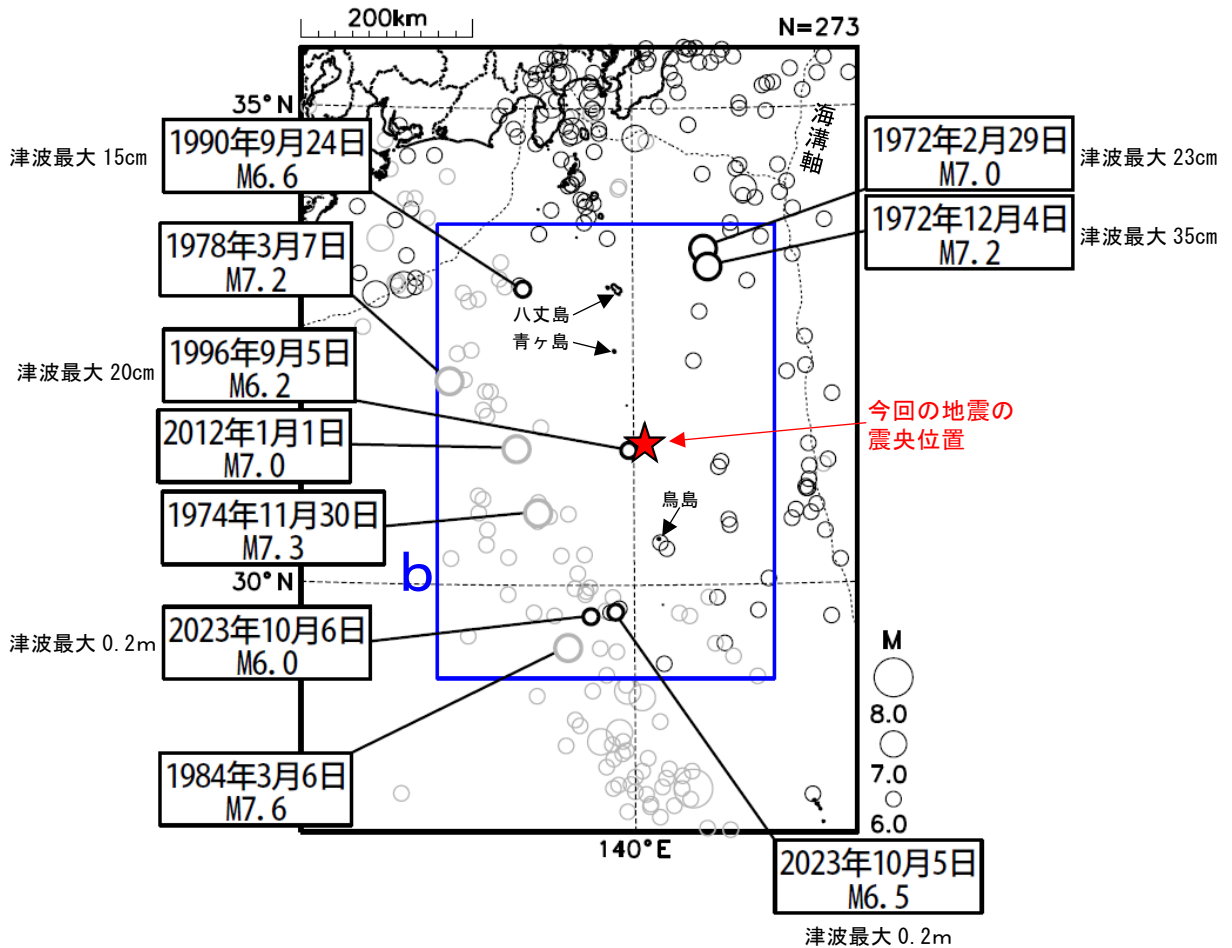 200km
N=273
35°N
海溝軸
津波最大 15cm
1990年9月24日
M6.6
1972年2月29日
M7.0
津波最大 23cm
1972年12月4日
M7.2
津波最大 35cm
1978年3月7日
M7.2
八丈島
青ヶ島
津波最大 20cm
1996年9月5日
M6.2
今回の地震の
震央位置
2012年1月1日
M7.0
鳥島
1974年11月30日
M7.3
b
30°N
津波最大 0.2m
2023年10月6日
M6.0
M
8.0
7.0
6.0
1984年3月6日
M7.6
140°E
2023年10月5日
M6.5
津波最大 0.2m